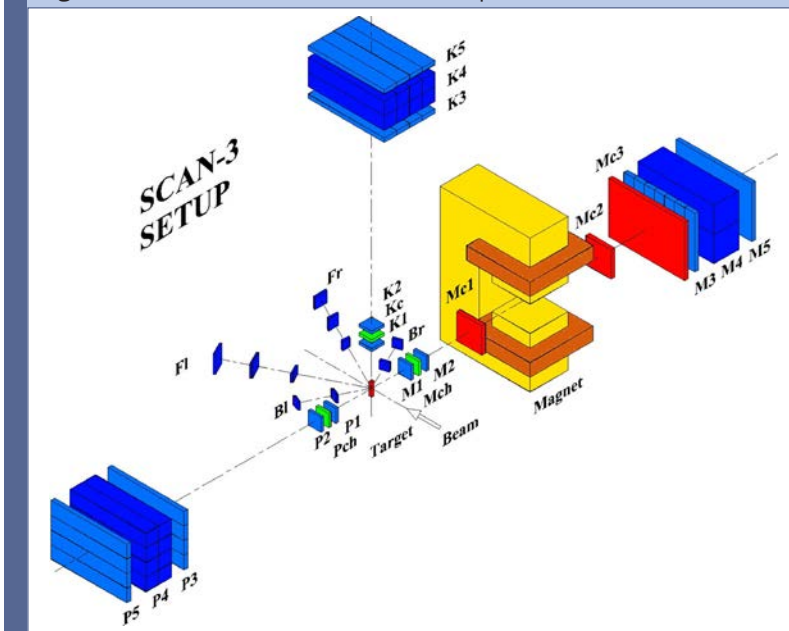 K5
K4
K3
SCAN-3
SETUP
Mc3
Mc2
M3 M4 M5
Fr
K2
Kc
K1
Mc1
Br
Fl
M2
M1
Mch
Magnet
Bl
P1
P2
Pch
Target
Beam
P3
P4
P5